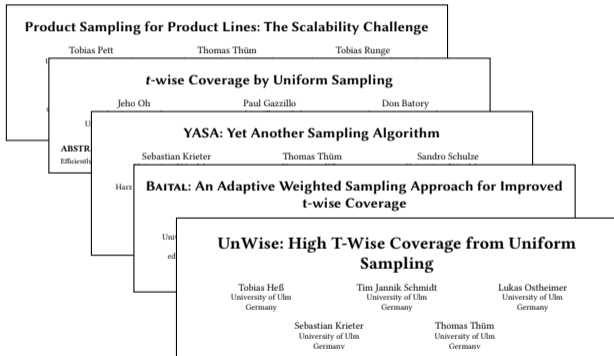 Product Sampling for Product Lines: The Scalability Challenge
Tobias Pett Thomas Thüm Tobias Runge
t-wise Coverage by Uniform Sampling
Jeho Oh Paul Gazzillo Don Batory
U
ABSTR
Efficiently
YASA: Yet Another Sampling Algorithm
Sebastian Krieter Thomas Thüm Sandro Schulze
Harz
BAITAL: An Adaptive Weighted Sampling Approach for Improved
t-wise Coverage
Uni
ed
UnWise: High T-Wise Coverage from Uniform
Sampling
Tobias Heß Tim Jannik Schmidt Lukas Ostheimer
University of Ulm University of Ulm University of Ulm
Germany Germany Germany
Sebastian Krieter Thomas Thüm
University of Ulm University of Ulm
Germany Germany